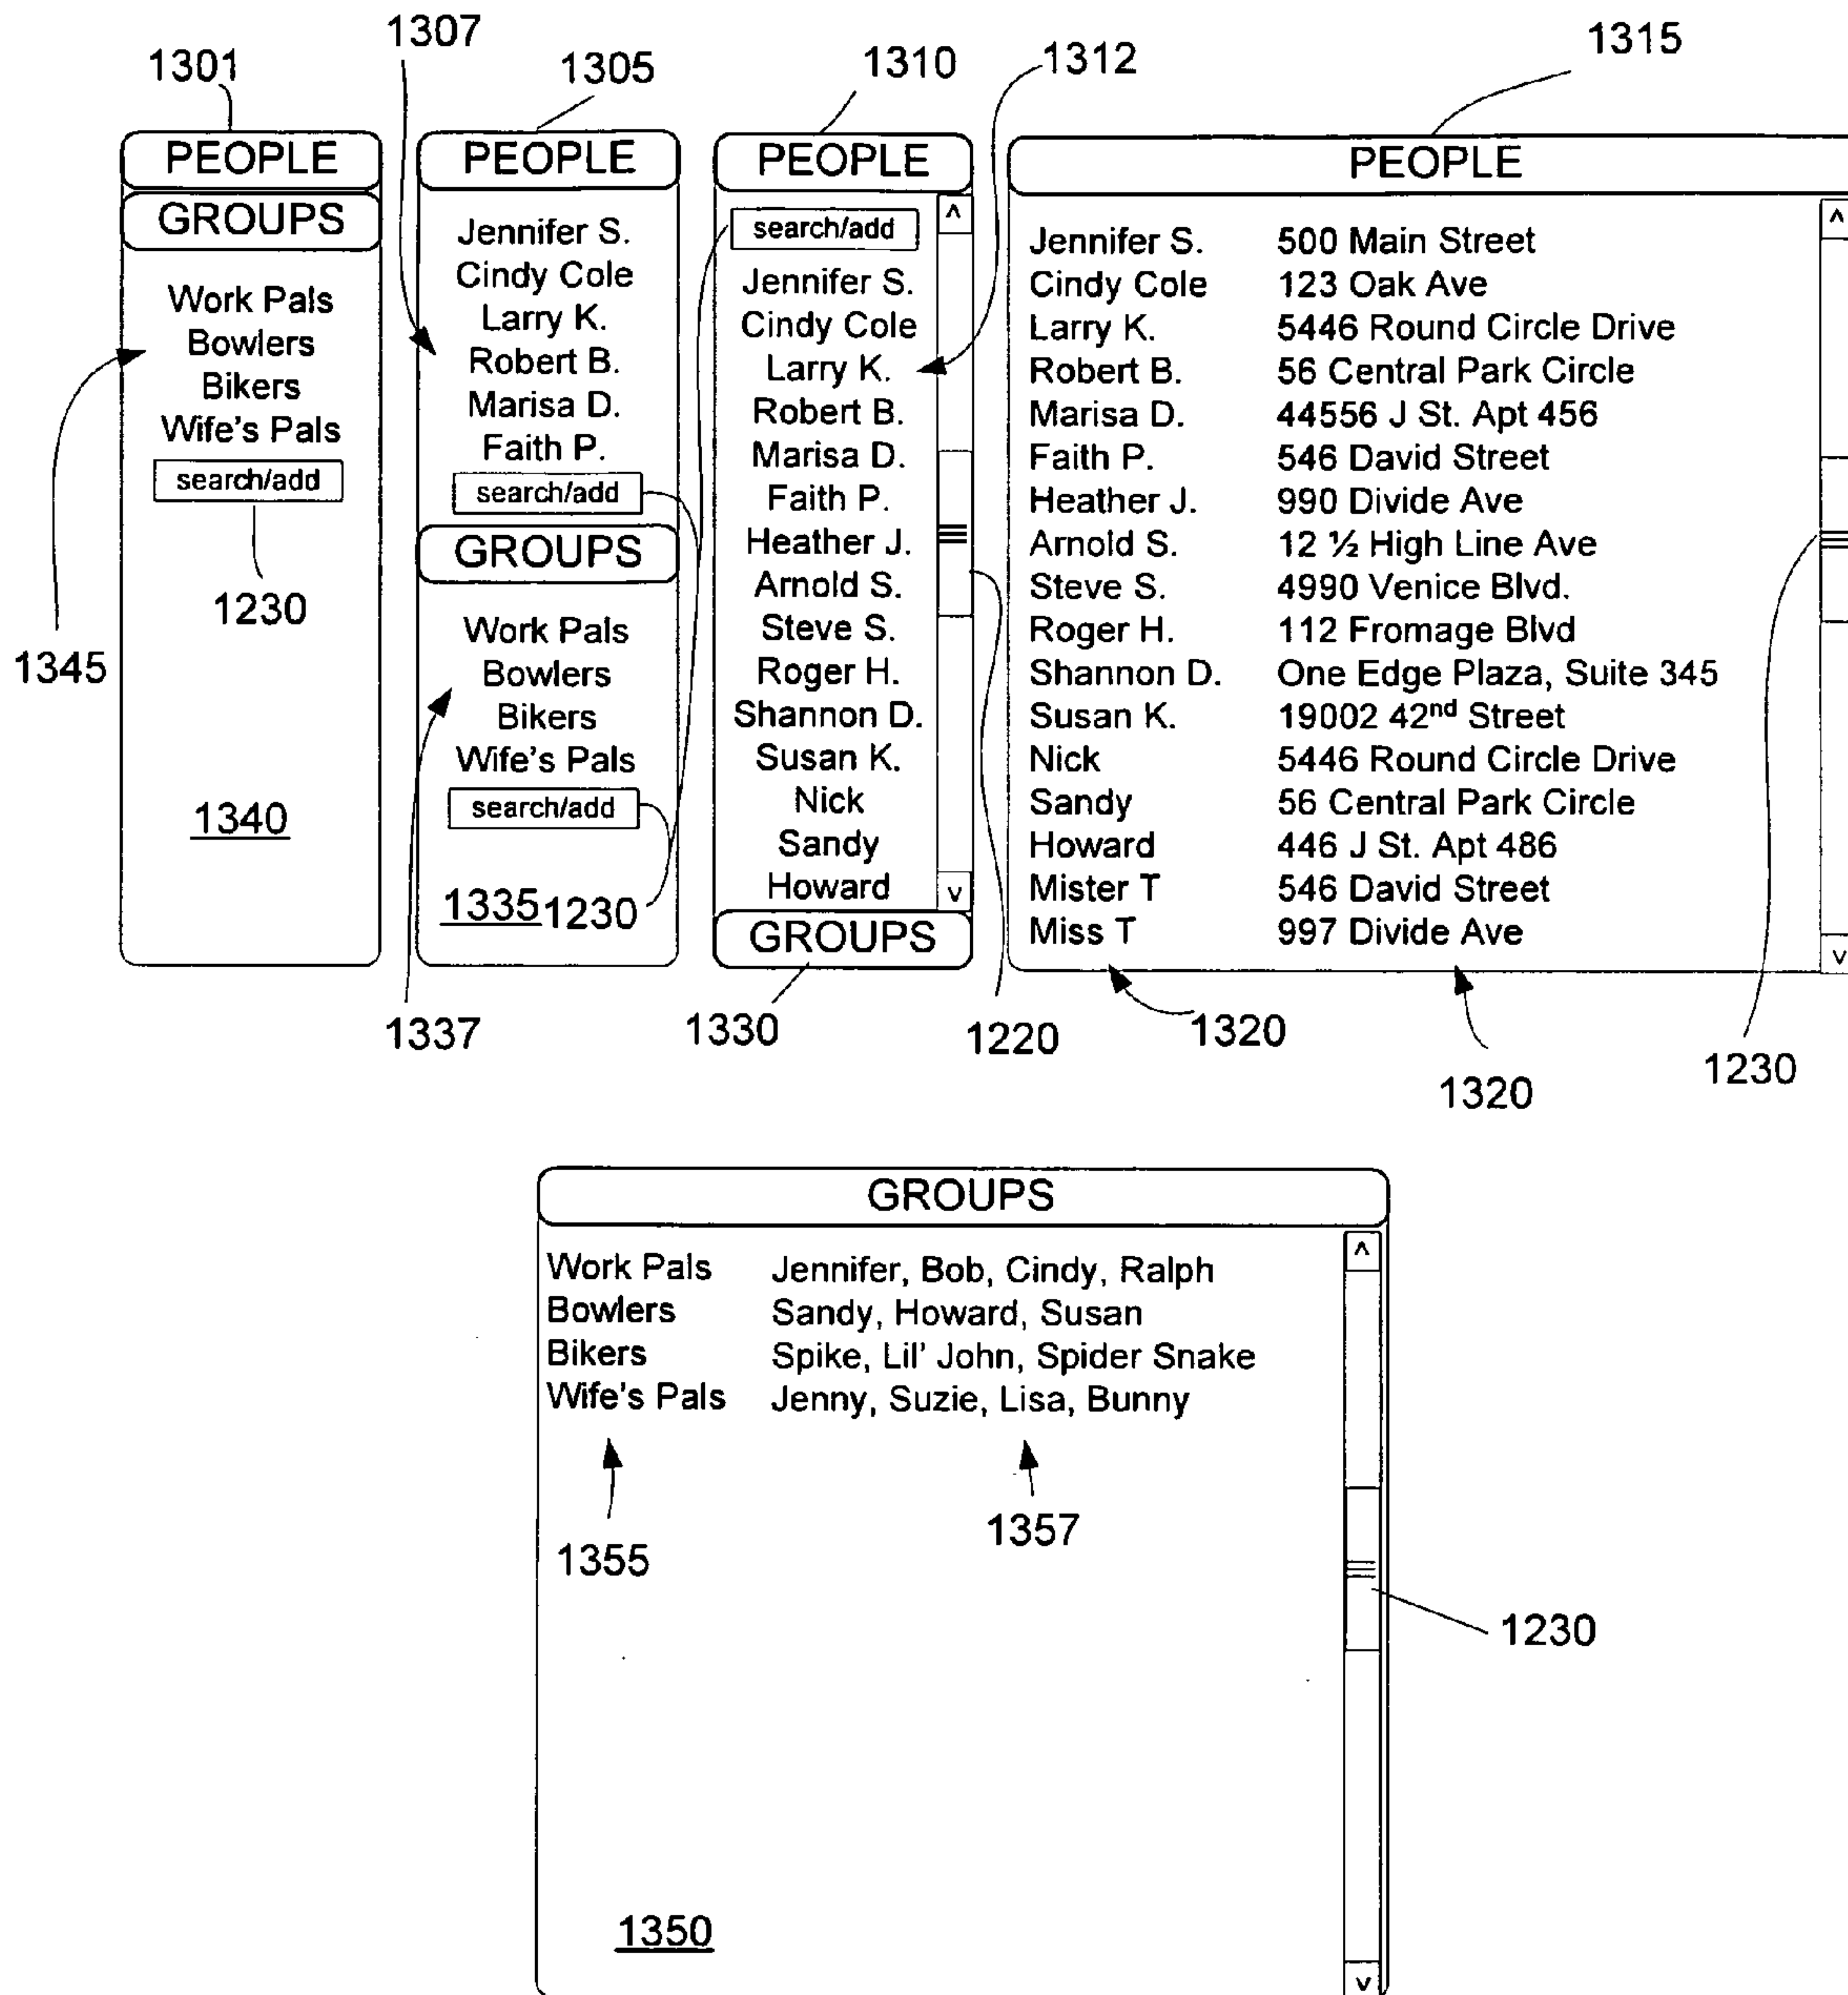 1301
1307
1305
1310
1312
1315
PEOPLE
GROUPS
Work Pals
Bowlers
Bikers
Wife's Pals
search/add
1230
1345
1340
PEOPLE
Jennifer S.
Cindy Cole
Larry K.
Robert B.
Marisa D.
Faith P.
search/add
GROUPS
Work Pals
Bowlers
Bikers
Wife's Pals
search/add
1335
1230
1337
PEOPLE
search/add
^
Jennifer S.
Cindy Cole
Larry K.
Robert B.
Marisa D.
Faith P.
Heather J.
Arnold S.
Steve S.
Roger H.
Shannon D.
Susan K.
Nick
Sandy
Howard
v
GROUPS
1330
1220
PEOPLE
^
Jennifer S. 500 Main Street
Cindy Cole 123 Oak Ave
Larry K. 5446 Round Circle Drive
Robert B. 56 Central Park Circle
Marisa D. 44556 J St. Apt 456
Faith P. 546 David Street
Heather J. 990 Divide Ave
Arnold S. 12 ½ High Line Ave
Steve S. 4990 Venice Blvd.
Roger H. 112 Fromage Blvd
Shannon D. One Edge Plaza, Suite 345
Susan K. 19002 42nd Street
Nick 5446 Round Circle Drive
Sandy 56 Central Park Circle
Howard 446 J St. Apt 486
Mister T 546 David Street
Miss T 997 Divide Ave
v
1320
1320
1230
GROUPS
^
Work Pals Jennifer, Bob, Cindy, Ralph
Bowlers Sandy, Howard, Susan
Bikers Spike, Lil' John, Spider Snake
Wife's Pals Jenny, Suzie, Lisa, Bunny
1355
1357
1230
1350
v